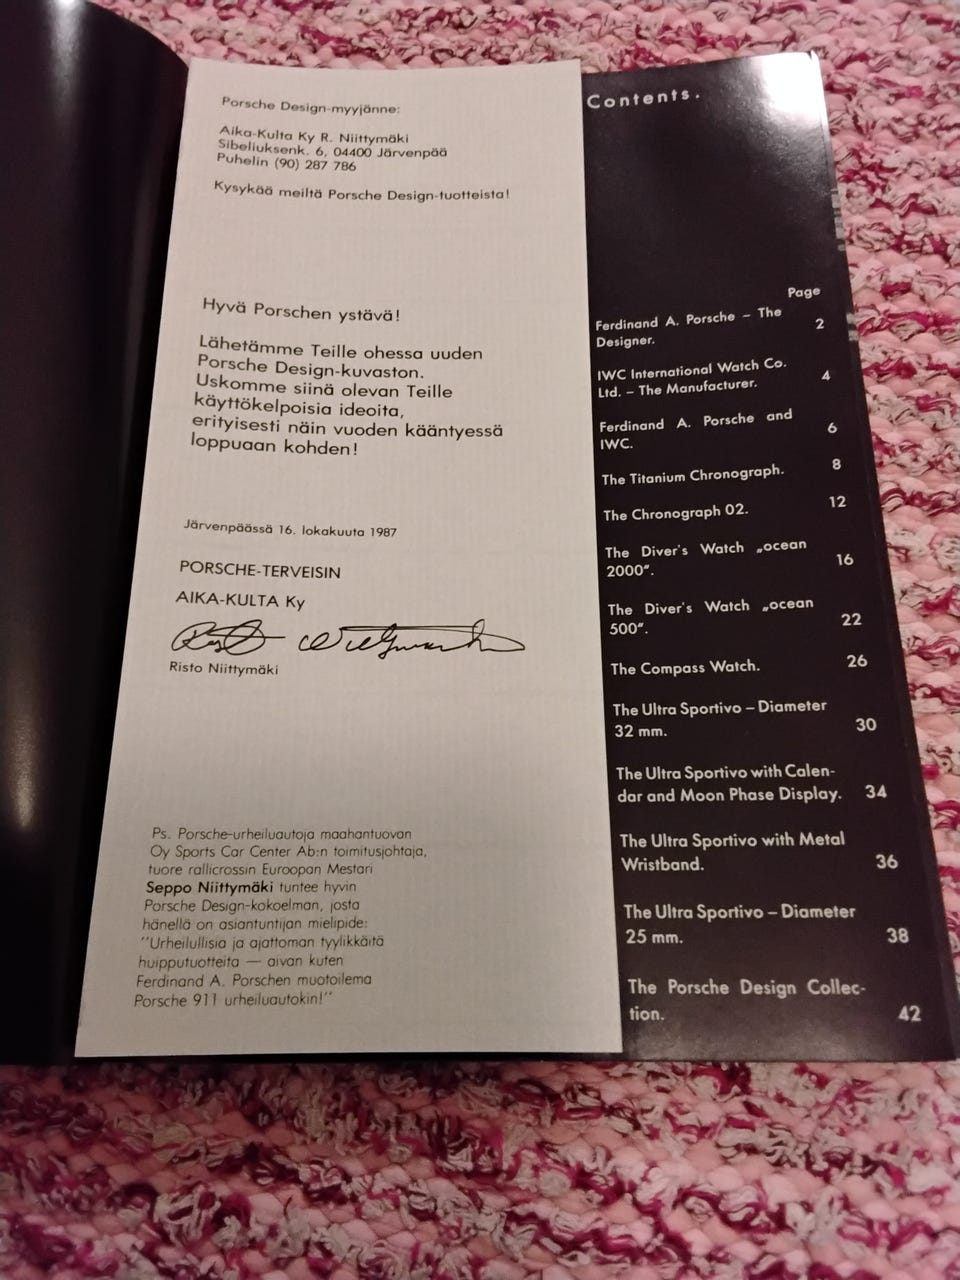 Porsche Design-myyjänne:
Aika-Kulta Ky R. Niittymäki
Sibeliuksenk. 6, 04400 Järvenpää
Puhelin (90) 287 786
Kysykää meiltä Porsche Design-tuotteista!
Hyvä Porschen ystävä!
Lähetämme Teille ohessa uuden
Porsche Design-kuvaston.
Uskomme siinä olevan Teille
käyttökelpoisia ideoita,
erityisesti näin vuoden kääntyessä
loppuaan kohden!
Järvenpäässä 16. lokakuuta 1987
PORSCHE-TERVEISIN
AIKA-KULTA Ky
Risto Niittymäki
Ps. Porsche-urheiluautoja maahantuovan
Oy Sports Car Center Ab:n toimitusjohtaja,
tuore rallicrossin Euroopan Mestari
Seppo Niittymäki tuntee hyvin
Porsche Design-kokoelman, josta
hänellä on asiantuntijan mielipide:
"Urheilullisia ja ajattoman tyylikkäitä
huipputuotteita — aivan kuten
Ferdinand A. Porschen muotoilema
Porsche 911 urheiluautokin!"
Contents.
Page
Ferdinand A. Porsche – The
Designer. 2
IWC International Watch Co.
Ltd. – The Manufacturer. 4
Ferdinand A. Porsche and
IWC. 6
The Titanium Chronograph. 8
The Chronograph 02. 12
The Diver's Watch „ocean
2000“. 16
The Diver's Watch „ocean
500“. 22
The Compass Watch. 26
The Ultra Sportivo – Diameter
32 mm. 30
The Ultra Sportivo with Calen-
dar and Moon Phase Display. 34
The Ultra Sportivo with Metal
Wristband. 36
The Ultra Sportivo – Diameter
25 mm. 38
The Porsche Design Collec-
tion. 42